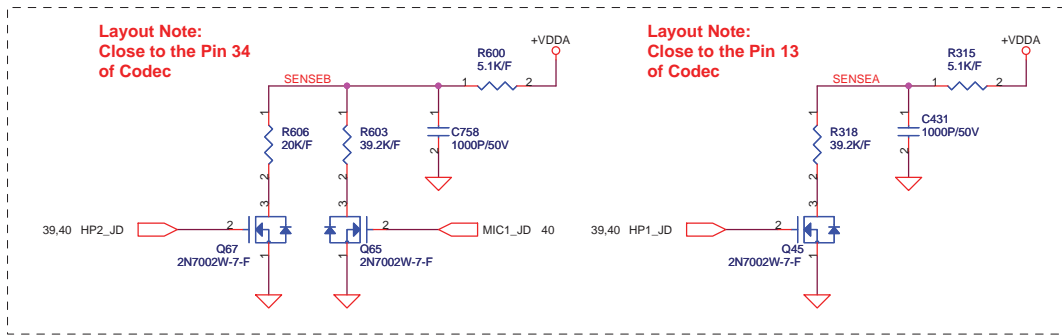 Layout Note:
Close to the Pin 34
of Codec
+VDDA
R600
5.1K/F
SENSEB
1
2
1
1
1
R606
20K/F
R603
39.2K/F
C758
1000P/50V
2
2
2
3
3
39,40 HP2_JD
2
2
MIC1_JD 40
Q67
2N7002W-7-F
Q65
2N7002W-7-F
1
1
Layout Note:
Close to the Pin 13
of Codec
+VDDA
R315
5.1K/F
SENSEA
1
2
1
1
R318
39.2K/F
C431
1000P/50V
2
2
3
39,40 HP1_JD
2
Q45
2N7002W-7-F
1